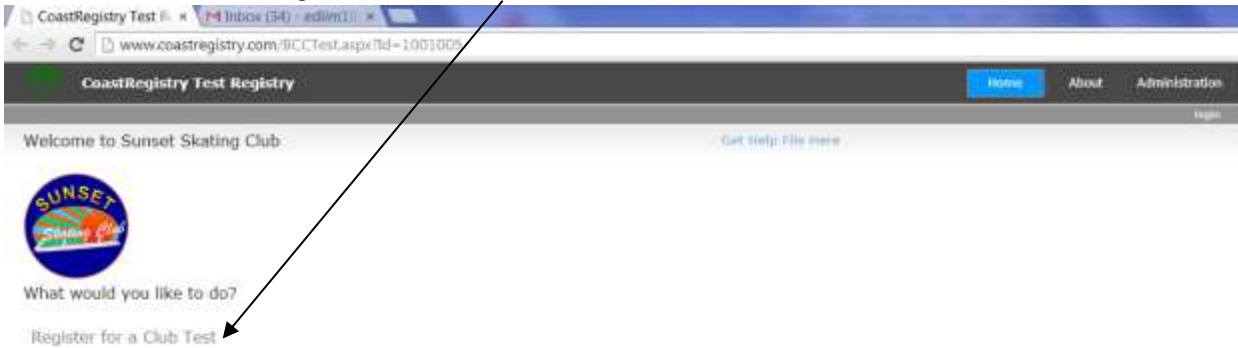 CoastRegistry Test R
Inbox (34) - edlim1
www.coastregistry.com/BCCTest.aspx?Id=1001005
CoastRegistry Test Registry
Home About Administration
login
Welcome to Sunset Skating Club
Get Help File Here
SUNSET
Skating Club
What would you like to do?
Register for a Club Test